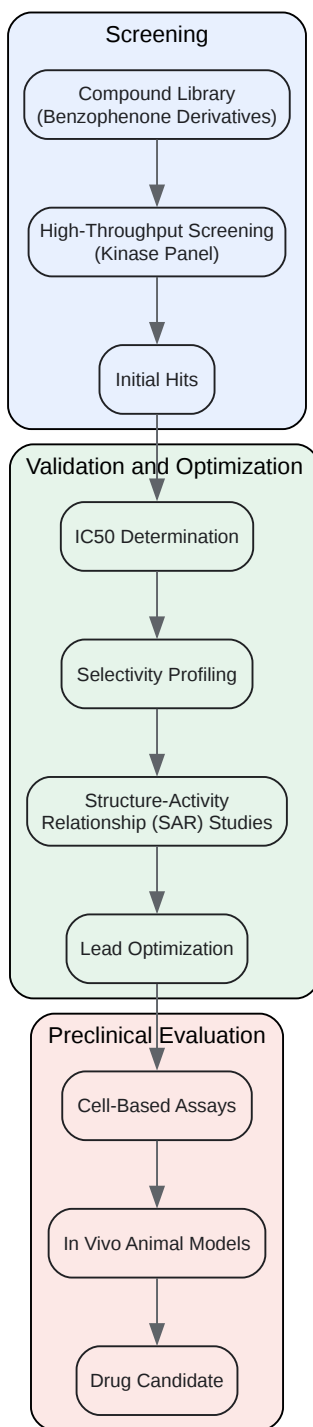 Screening
Compound Library
(Benzophenone Derivatives)
High-Throughput Screening
(Kinase Panel)
Initial Hits
Validation and Optimization
IC50 Determination
Selectivity Profiling
Structure-Activity
Relationship (SAR) Studies
Lead Optimization
Preclinical Evaluation
Cell-Based Assays
In Vivo Animal Models
Drug Candidate